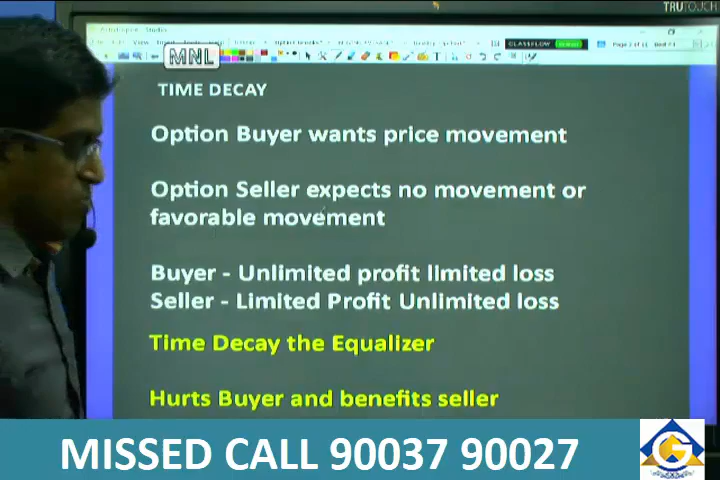 TRUTOUCH
CLASSFLOW
MNL
TIME DECAY
Option Buyer wants price movement
Option Seller expects no movement or
favorable movement
Buyer - Unlimited profit limited loss
Seller - Limited Profit Unlimited loss
Time Decay the Equalizer
Hurts Buyer and benefits seller
MISSED CALL 90037 90027
G